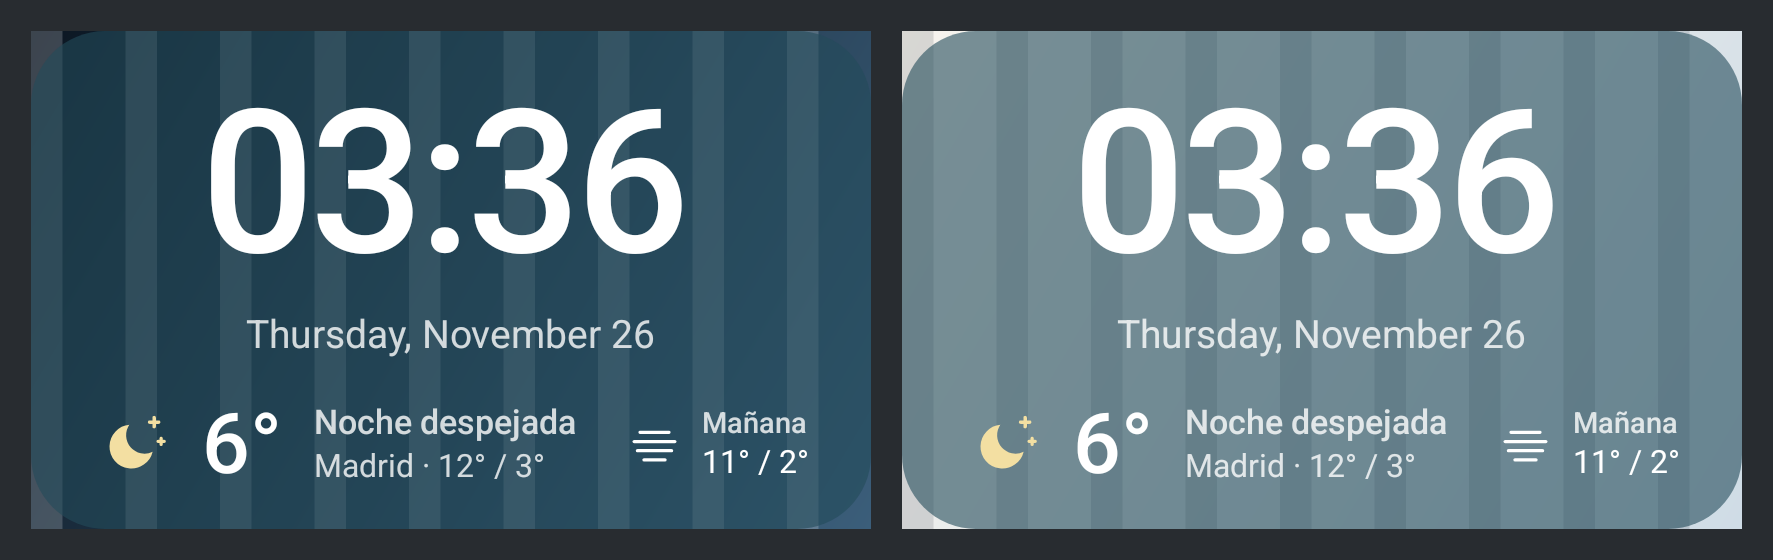 03:36
Thursday, November 26
6° Noche despejada
Madrid · 12° / 3°
Mañana
11° / 2°
03:36
Thursday, November 26
6° Noche despejada
Madrid · 12° / 3°
Mañana
11° / 2°